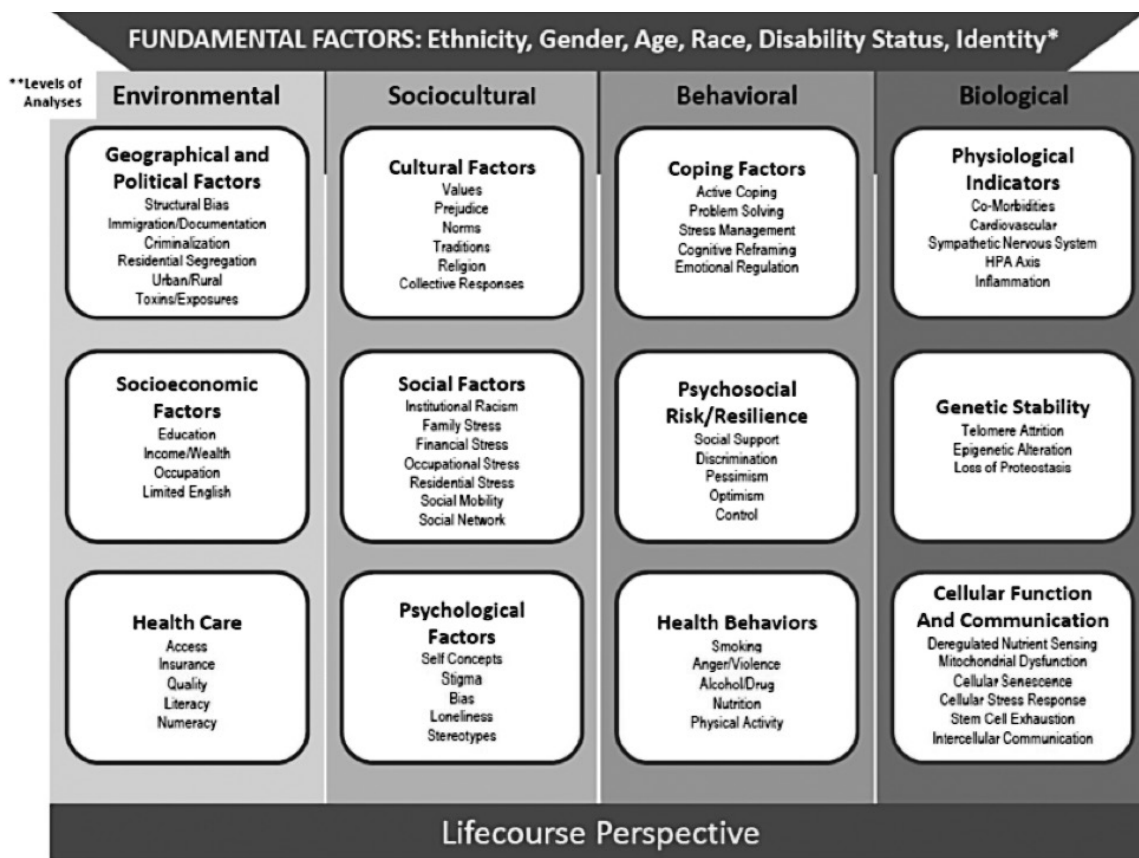 FUNDAMENTAL FACTORS: Ethnicity, Gender, Age, Race, Disability Status, Identity*
**Levels of
Analyses
Environmental
Sociocultural
Behavioral
Biological
Geographical and
Political Factors
Structural Bias
Immigration/Documentation
Criminalization
Residential Segregation
Urban/Rural
Toxins/Exposures
Cultural Factors
Values
Prejudice
Norms
Traditions
Religion
Collective Responses
Coping Factors
Active Coping
Problem Solving
Stress Management
Cognitive Reframing
Emotional Regulation
Physiological
Indicators
Co-Morbidities
Cardiovascular
Sympathetic Nervous System
HPA Axis
Inflammation
Socioeconomic
Factors
Education
Income/Wealth
Occupation
Limited English
Social Factors
Institutional Racism
Family Stress
Financial Stress
Occupational Stress
Residential Stress
Social Mobility
Social Network
Psychosocial
Risk/Resilience
Social Support
Discrimination
Pessimism
Optimism
Control
Genetic Stability
Telomere Attrition
Epigenetic Alteration
Loss of Proteostasis
Health Care
Access
Insurance
Quality
Literacy
Numeracy
Psychological
Factors
Self Concepts
Stigma
Bias
Loneliness
Stereotypes
Health Behaviors
Smoking
Anger/Violence
Alcohol/Drug
Nutrition
Physical Activity
Cellular Function
And Communication
Deregulated Nutrient Sensing
Mitochondrial Dysfunction
Cellular Senescence
Cellular Stress Response
Stem Cell Exhaustion
Intercellular Communication
Lifecourse Perspective